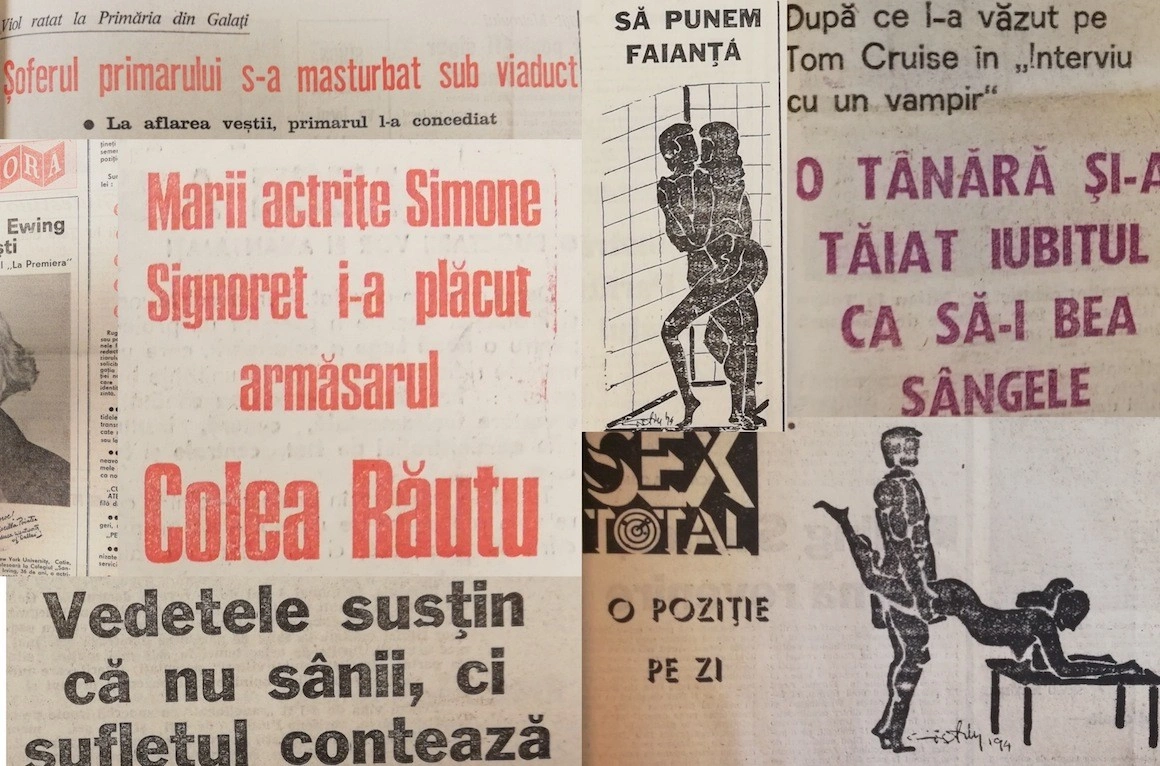 Viol ratat la Primăria din Galați
Șoferul primarului s-a masturbat sub viaduct
● La aflarea veștii, primarul l-a concediat
ORA
Ewing
ști
l „La Premiera”
Marii actrițe Simone
Signoret i-a plăcut
armăsarul
Colea Răutu
Vedetele susțin
că nu sânii, ci
sufletul contează
SĂ PUNEM
FAIANȚĂ
După ce l-a văzut pe
Tom Cruise în „Interviu
cu un vampir“
O TÂNĂRĂ ȘI-A
TĂIAT IUBITUL
CA SĂ-I BEA
SÂNGELE
SEX
TOTAL
O POZIȚIE
PE ZI